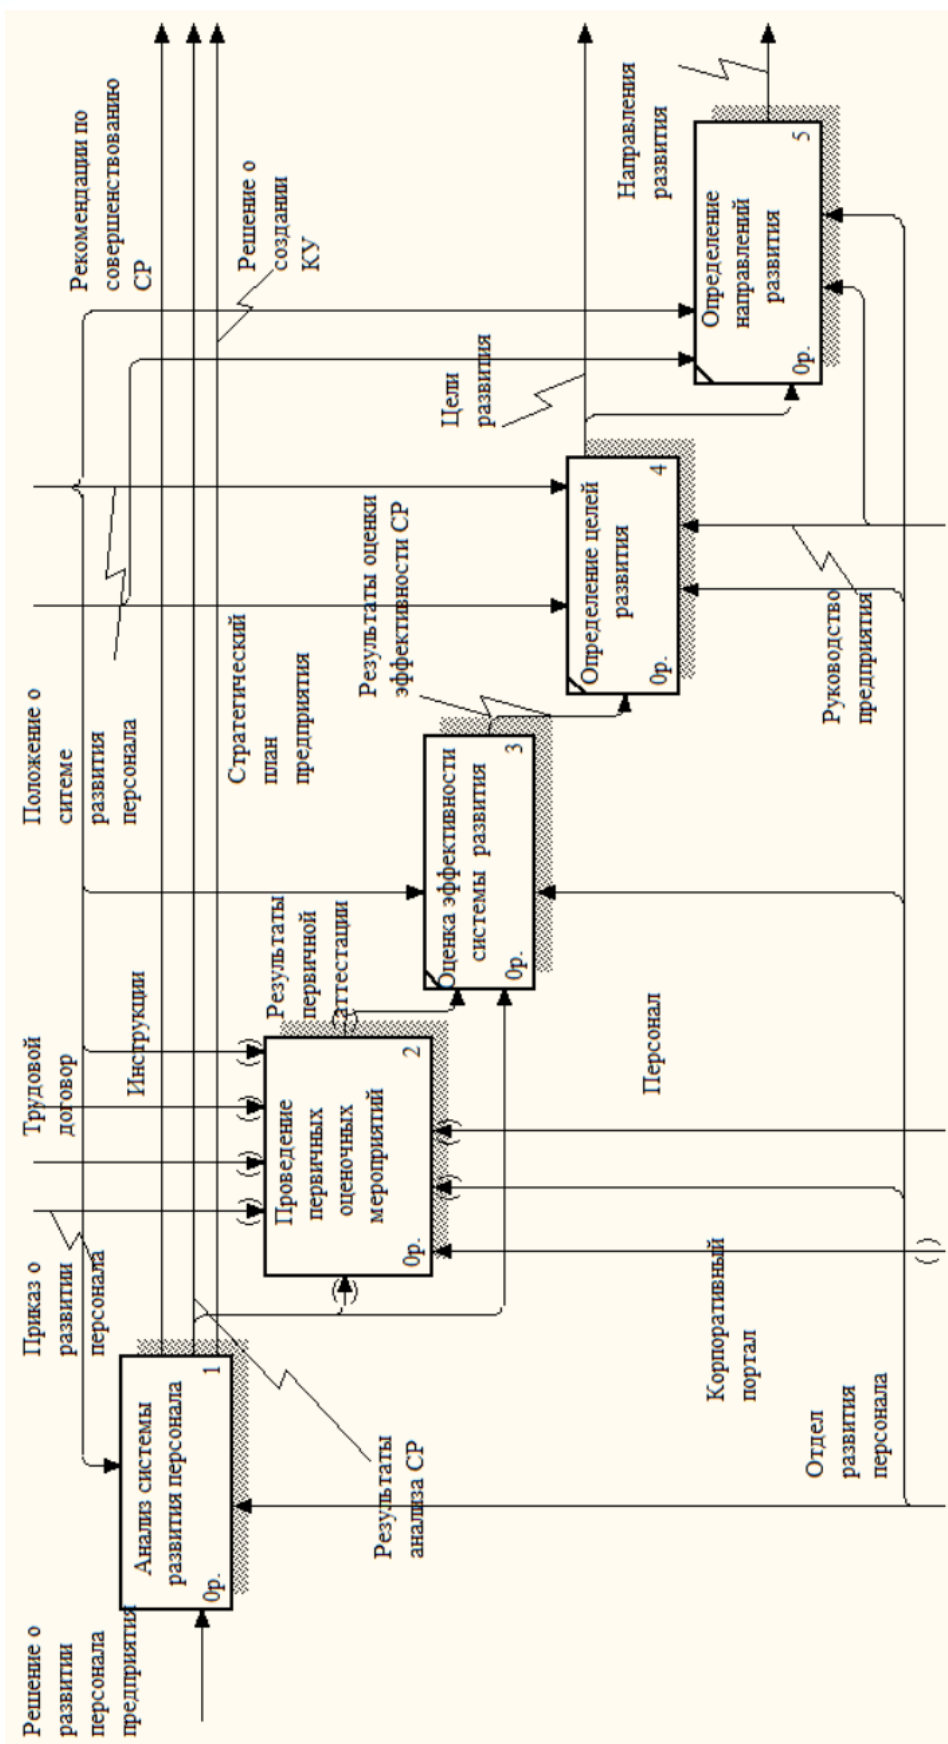 Решение о
развитии
персонала
предприятия
Приказ о
развитии
персонала
Трудовой
договор
Инструкции
Положение о
ситеме
развития
персонала
Рекомендации по
совершенствованию
СР
Решение о
создании
КУ
Стратегический
план
предприятия
Анализ системы
развития персонала
0р.
1
Результаты
анализа СР
Проведение
первичных
оценочных
мероприятий
0р.
2
Результаты
первичной
аттестации
Оценка эффективности
системы развития
0р.
3
Результаты оценки
эффективности СР
Определение целей
развития
0р.
4
Цели
развития
Определение
направлений
развития
0р.
5
Направления
развития
Отдел
развития
персонала
Корпоративный
портал
Персонал
Руководство
предприятия